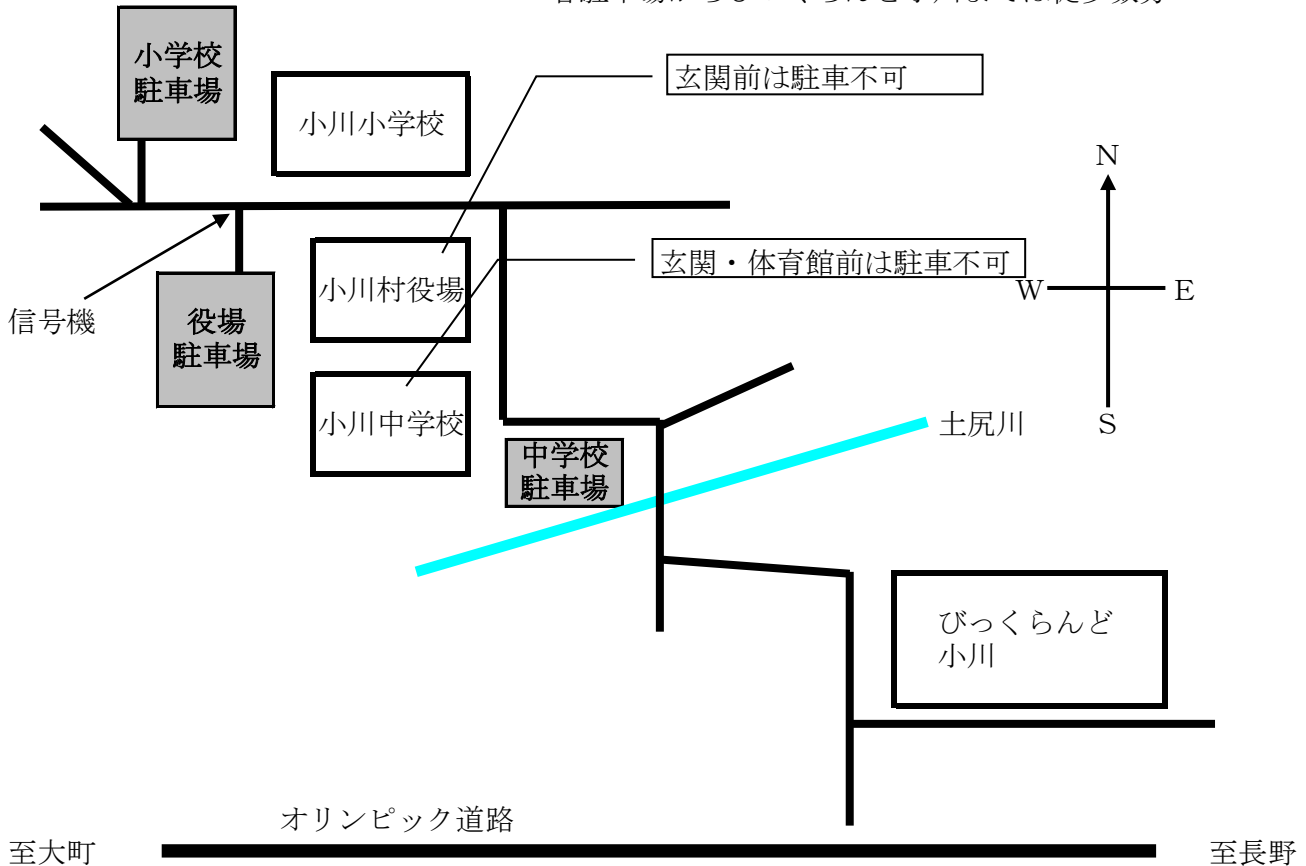 小学校
駐車場
小川小学校
玄関前は駐車不可
N
小川村役場
玄関・体育館前は駐車不可
W
E
信号機
役場
駐車場
小川中学校
土尻川
S
中学校
駐車場
びっくらんど
小川
オリンピック道路
至大町
至長野